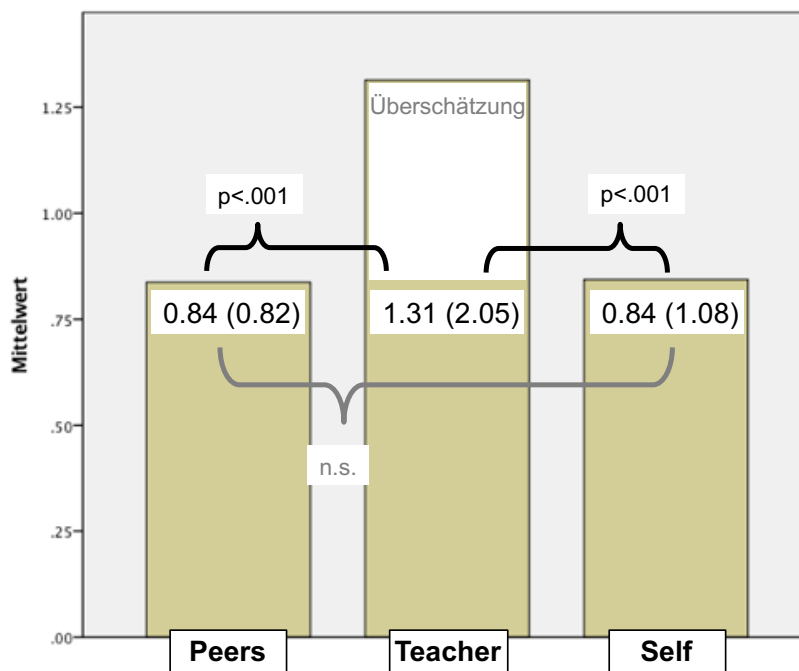 Mittelwert
1.25
1.00
.75
.50
.25
.00
Überschätzung
p<.001
p<.001
0.84 (0.82)
1.31 (2.05)
0.84 (1.08)
n.s.
Peers
Teacher
Self